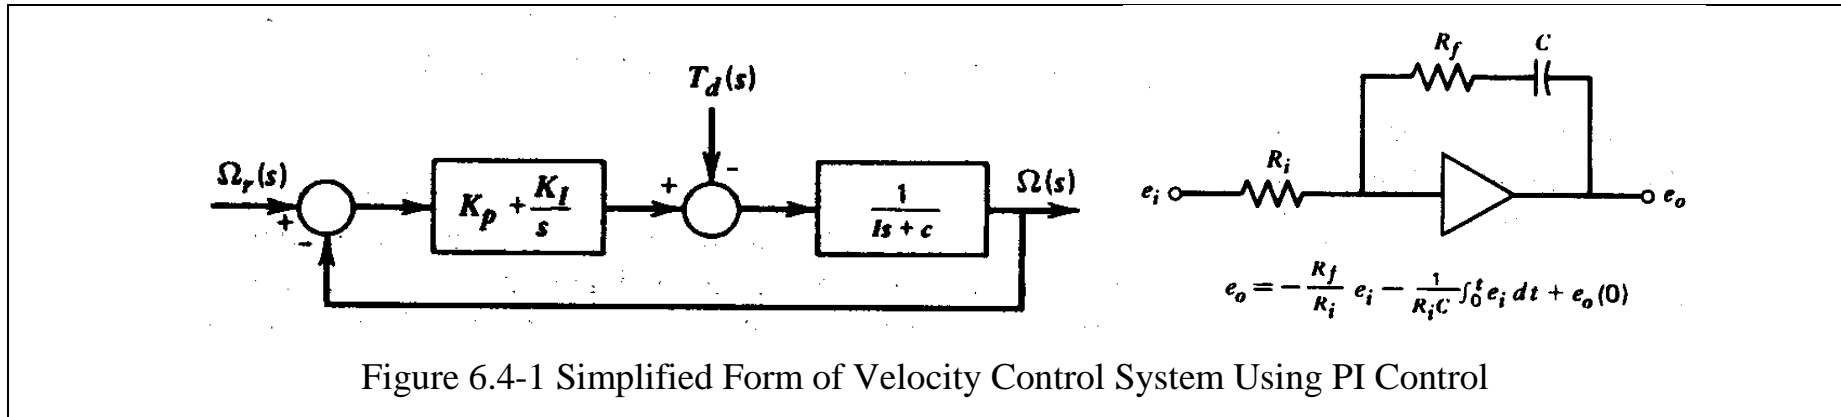 T_d(s)
Ω_r(s)
+
-
K_p + K_I/s
+
-
1/(Is + c)
Ω(s)
R_f
C
R_i
e_i
e_o
e_o = - R_f/R_i e_i - 1/(R_i C) ∫_0^t e_i dt + e_o(0)
Figure 6.4-1 Simplified Form of Velocity Control System Using PI Control